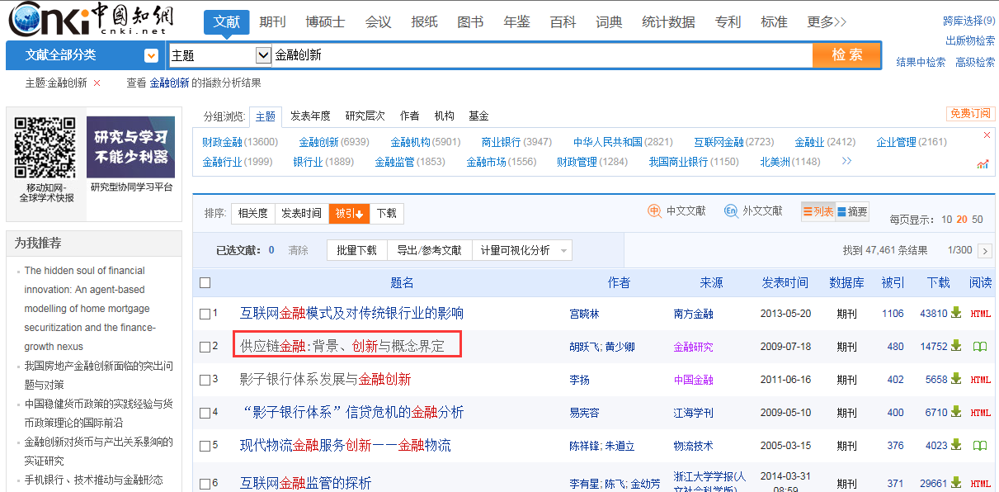 cnki 中国知网
cnki.net
文献 期刊 博硕士 会议 报纸 图书 年鉴 百科 词典 统计数据 专利 标准 更多>>
跨库选择(9)
出版物检索
文献全部分类 主题 金融创新 检 索
结果中检索 高级检索
主题:金融创新 × 查看 金融创新 的指数分析结果
研究与学习
不能少利器
移动知网-
全球学术快报
研究型协同学习平台
分组浏览: 主题 发表年度 研究层次 作者 机构 基金
免费订阅
财政金融(13600) 金融创新(6939) 金融机构(5901) 商业银行(3947) 中华人民共和国(2821) 互联网金融(2723) 金融业(2412) 企业管理(2161) ×
金融行业(1999) 银行业(1889) 金融监管(1853) 金融市场(1556) 财政管理(1284) 我国商业银行(1150) 北美洲(1148) >>
排序: 相关度 发表时间 被引↓ 下载 中文文献 外文文献 列表 摘要 每页显示: 10 20 50
已选文献: 0 清除 批量下载 导出/参考文献 计量可视化分析 找到 47,461 条结果 1/300 >
题名 作者 来源 发表时间 数据库 被引 下载 阅读
1 互联网金融模式及对传统银行业的影响 宫晓林 南方金融 2013-05-20 期刊 1106 43810 HTML
2 供应链金融:背景、创新与概念界定 胡跃飞; 黄少卿 金融研究 2009-07-18 期刊 480 14752
3 影子银行体系发展与金融创新 李扬 中国金融 2011-06-16 期刊 402 5658 HTML
4 “影子银行体系”信贷危机的金融分析 易宪容 江海学刊 2009-05-10 期刊 400 6710 HTML
5 现代物流金融服务创新——金融物流 陈祥锋; 朱道立 物流技术 2005-03-15 期刊 376 4023
6 互联网金融监管的探析 李有星; 陈飞; 金幼芳 浙江大学学报(人文社会科学版) 2014-03-31 08:59 期刊 371 29661 HTML
为我推荐
The hidden soul of financial
innovation: An agent-based
modelling of home mortgage
securitization and the finance-
growth nexus
我国房地产金融创新面临的突出问
题与对策
中国稳健货币政策的实践经验与货
币政策理论的国际前沿
金融创新对货币与产出关系影响的
实证研究
手机银行、技术推动与金融形态